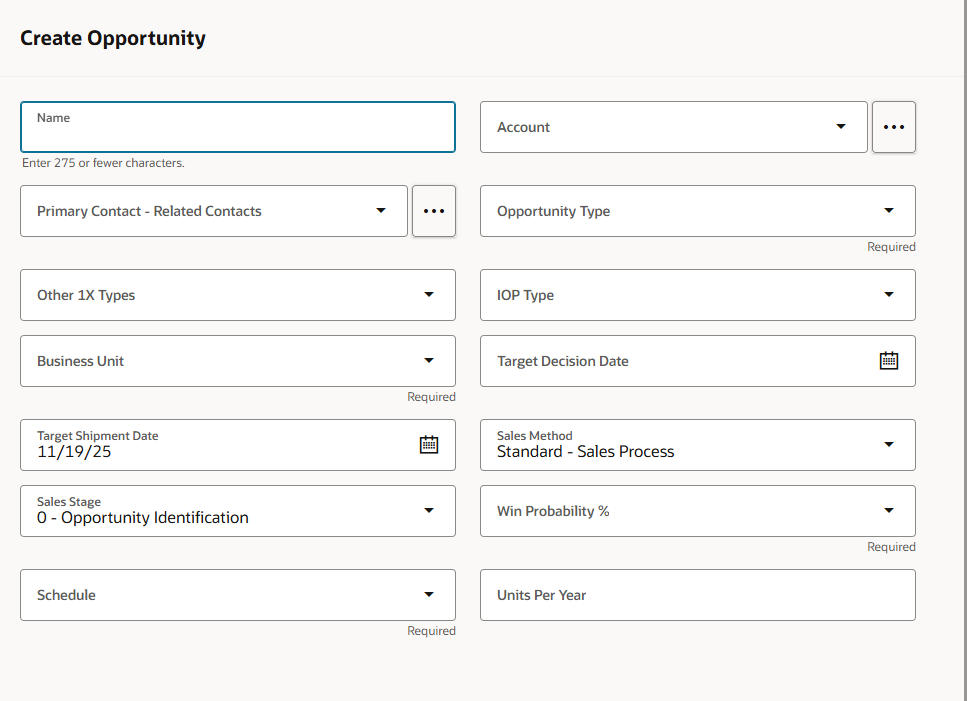 Create Opportunity
Name
Account
Enter 275 or fewer characters.
Primary Contact - Related Contacts
Opportunity Type
Required
Other 1X Types
IOP Type
Business Unit
Target Decision Date
Required
Target Shipment Date
11/19/25
Sales Method
Standard - Sales Process
Sales Stage
0 - Opportunity Identification
Win Probability %
Required
Schedule
Units Per Year
Required